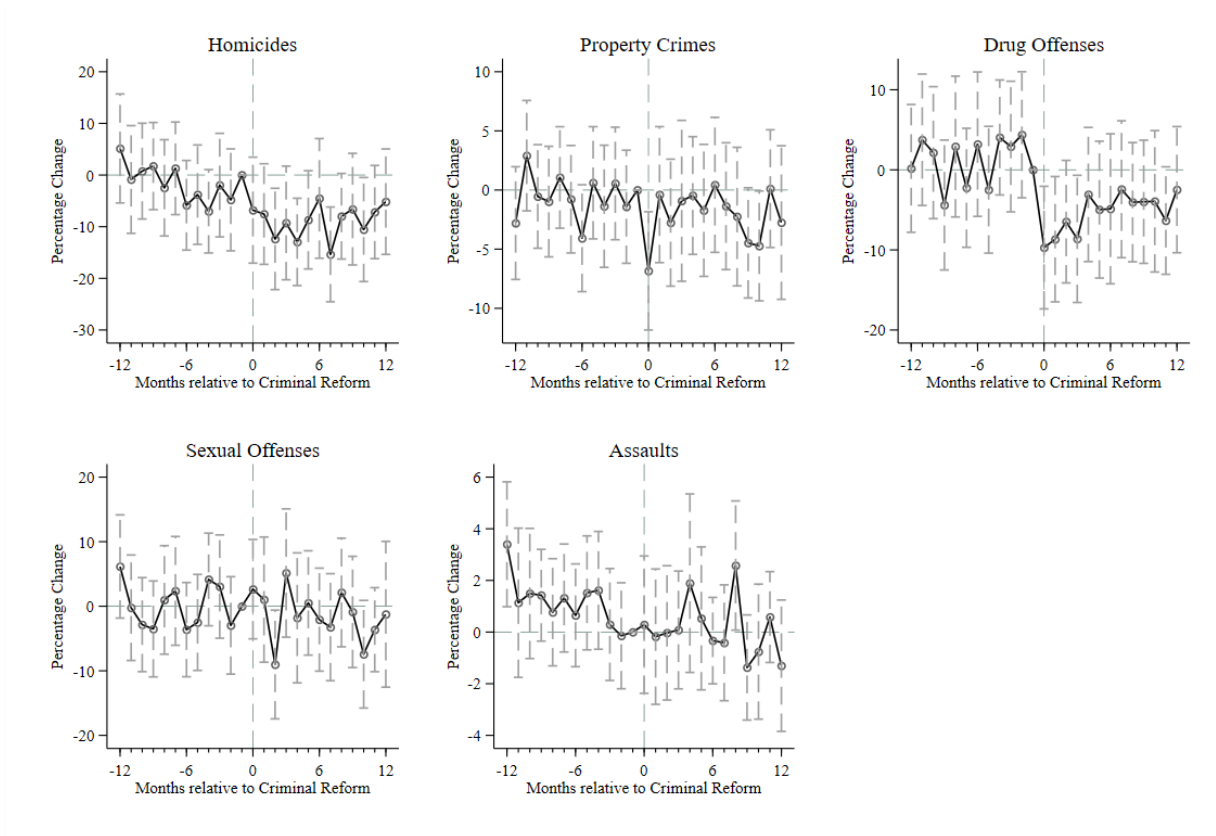 Homicides
Percentage Change
20
10
0
-10
-20
-30
-12 -6 0 6 12
Months relative to Criminal Reform
Property Crimes
Percentage Change
10
5
0
-5
-10
-12 -6 0 6 12
Months relative to Criminal Reform
Drug Offenses
Percentage Change
10
0
-10
-20
-12 -6 0 6 12
Months relative to Criminal Reform
Sexual Offenses
Percentage Change
20
10
0
-10
-20
-12 -6 0 6 12
Months relative to Criminal Reform
Assaults
Percentage Change
6
4
2
0
-2
-4
-12 -6 0 6 12
Months relative to Criminal Reform